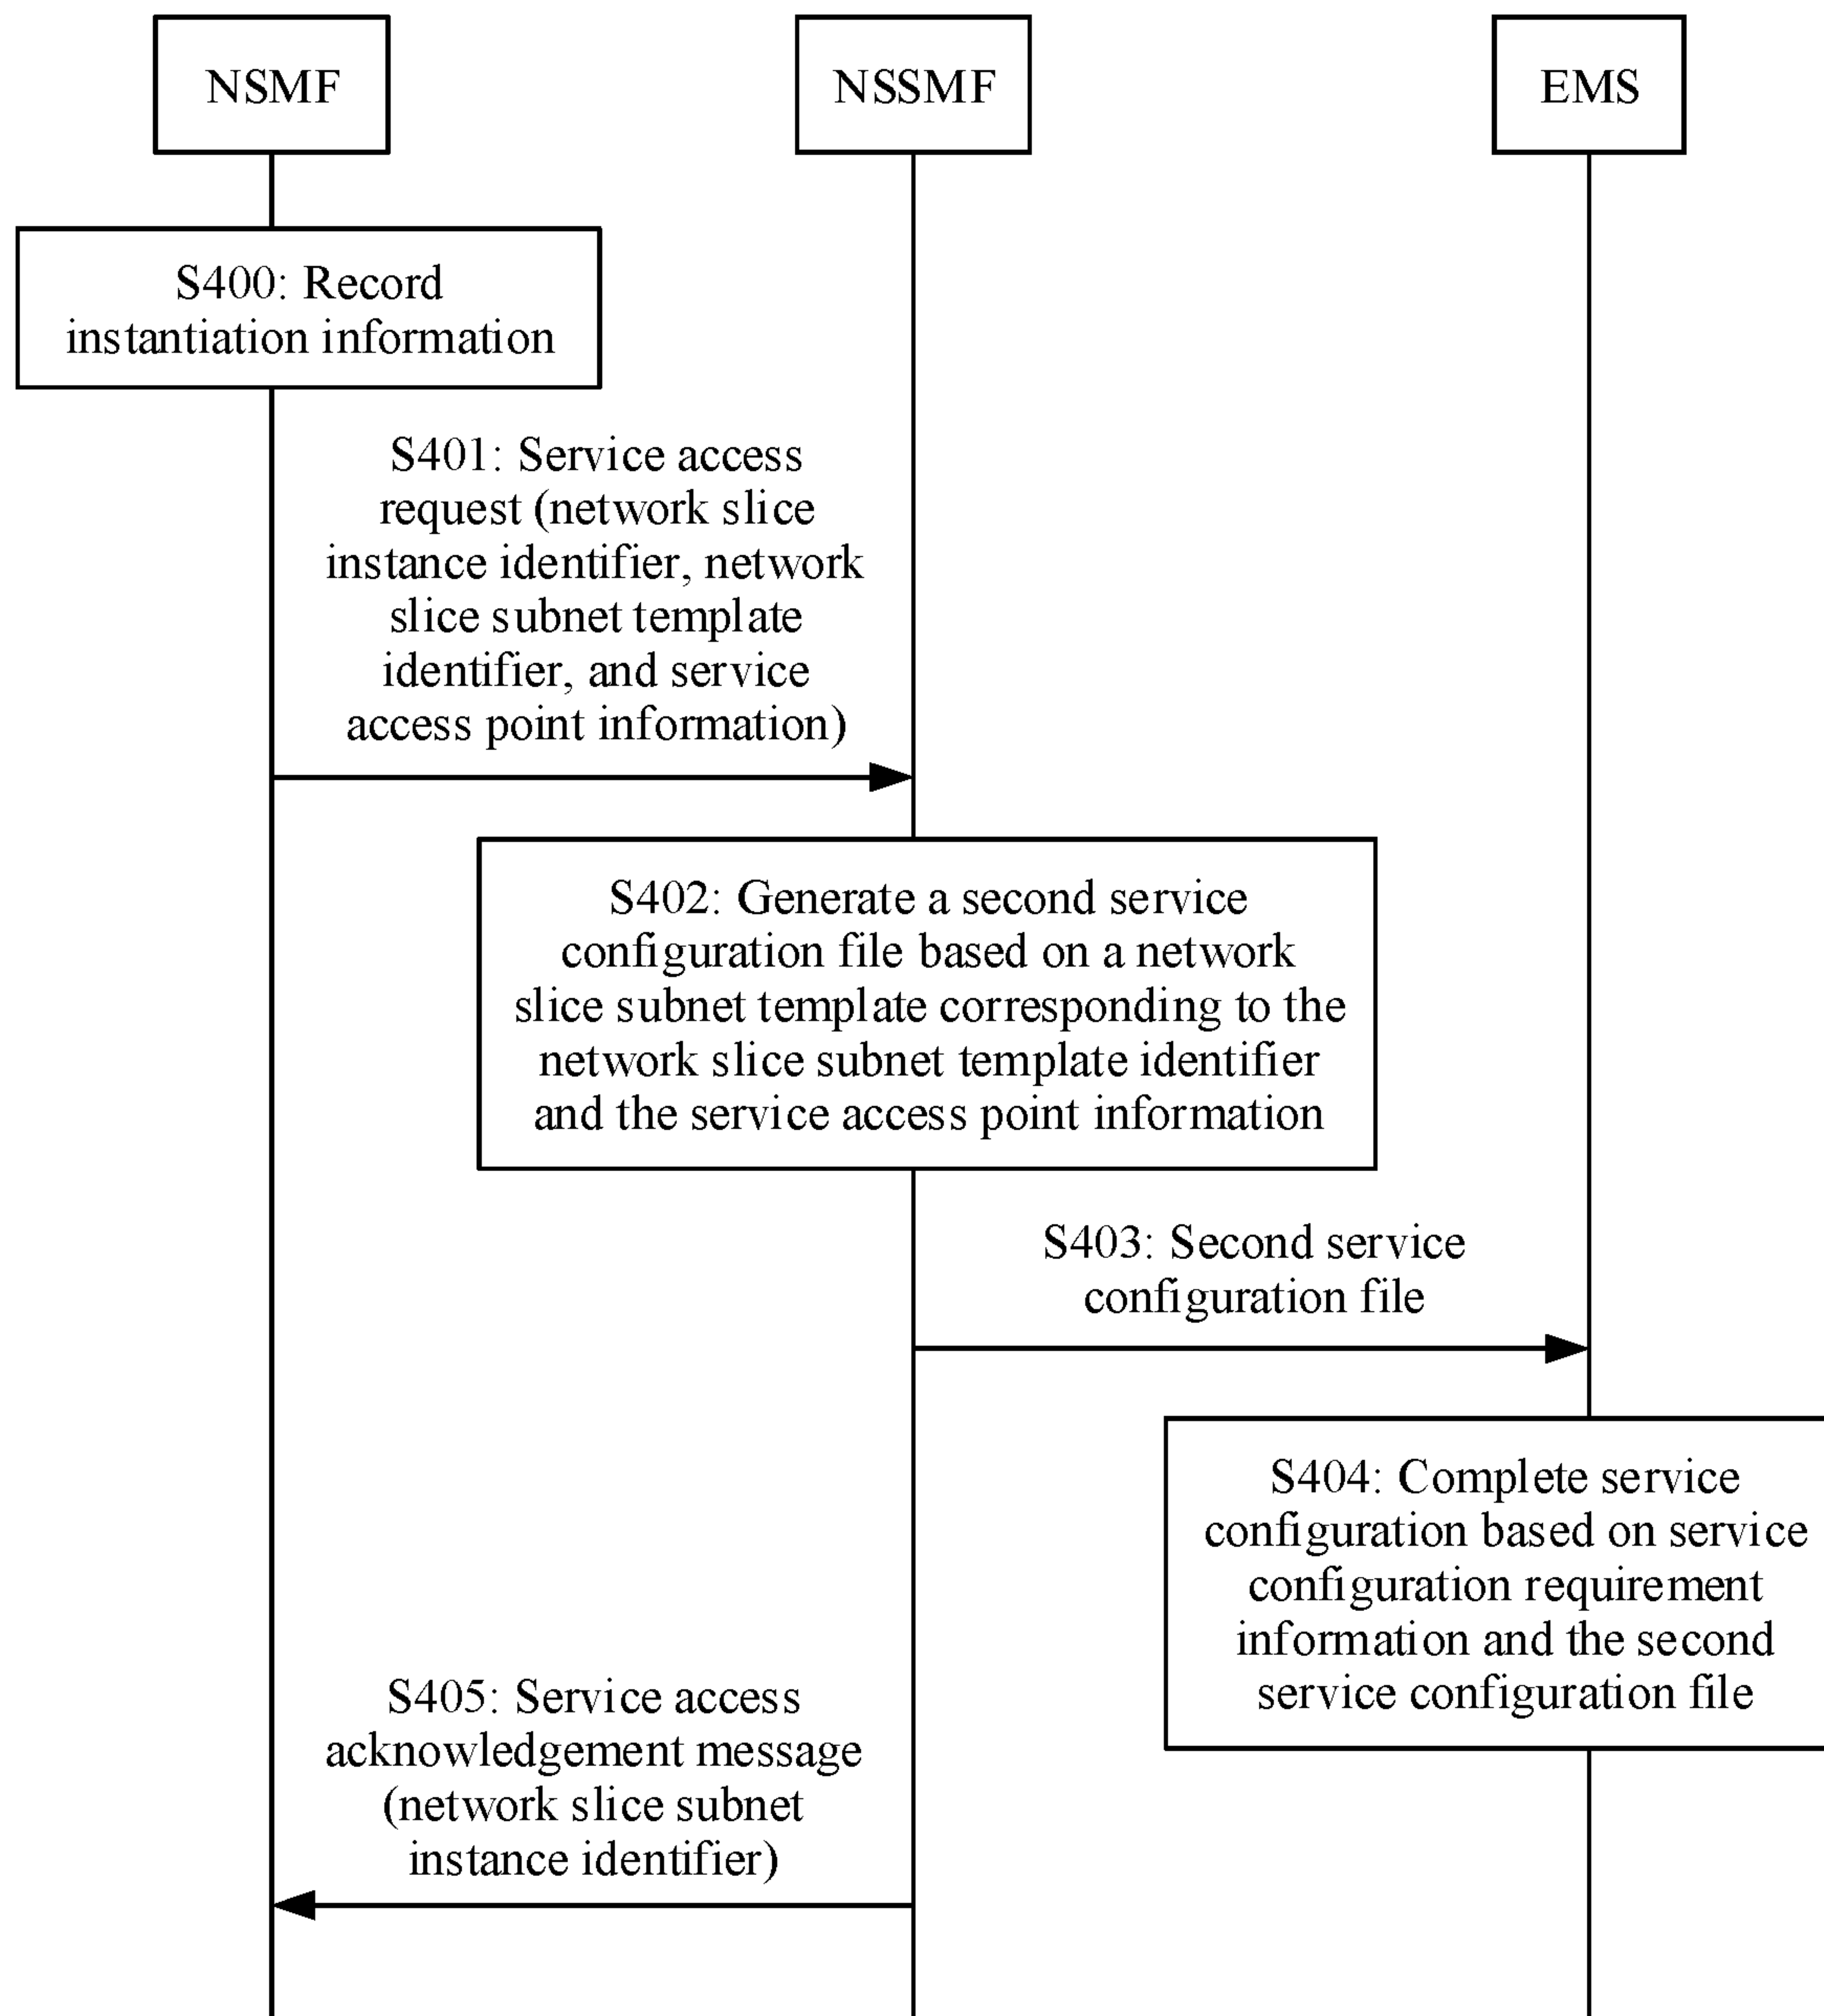 NSMF
NSSMF
EMS
S400: Record
instantiation information
S401: Service access
request (network slice
instance identifier, network
slice subnet template
identifier, and service
access point information)
S402: Generate a second service
configuration file based on a network
slice subnet template corresponding to the
network slice subnet template identifier
and the service access point information
S403: Second service
configuration file
S404: Complete service
configuration based on service
configuration requirement
information and the second
service configuration file
S405: Service access
acknowledgement message
(network slice subnet
instance identifier)